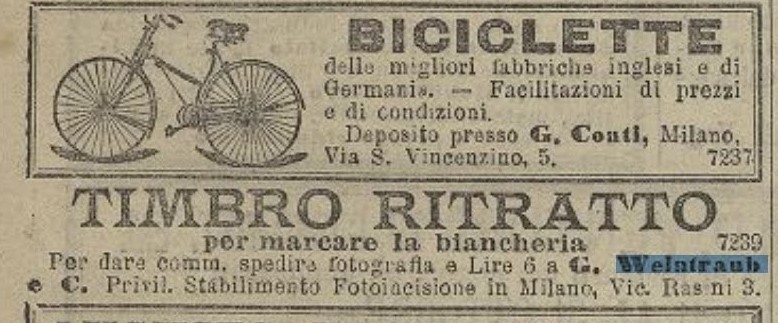 BICICLETTE
delle migliori fabbriche inglesi e di
Germania. — Facilitazioni di prezzi
e di condizioni.
Deposito presso G. Conti, Milano,
Via S. Vincenzino, 5. 7237
TIMBRO RITRATTO
per marcare la biancheria 7239
Per dare comm. spedire fotografia e Lire 6 a G. Weintraub
e C. Privil. Stabilimento Fotoincisione in Milano, Vic. Rasini 3.